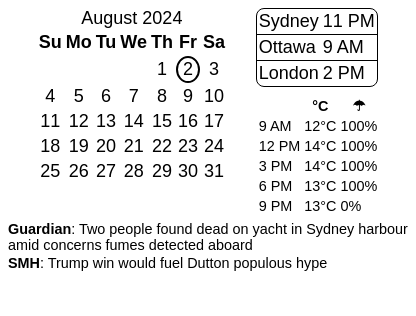 August 2024
Su Mo Tu We Th Fr Sa
1 2 3
4 5 6 7 8 9 10
11 12 13 14 15 16 17
18 19 20 21 22 23 24
25 26 27 28 29 30 31
Sydney 11 PM
Ottawa 9 AM
London 2 PM
°C ☂
9 AM 12°C 100%
12 PM 14°C 100%
3 PM 14°C 100%
6 PM 13°C 100%
9 PM 13°C 0%
Guardian: Two people found dead on yacht in Sydney harbour
amid concerns fumes detected aboard
SMH: Trump win would fuel Dutton populous hype